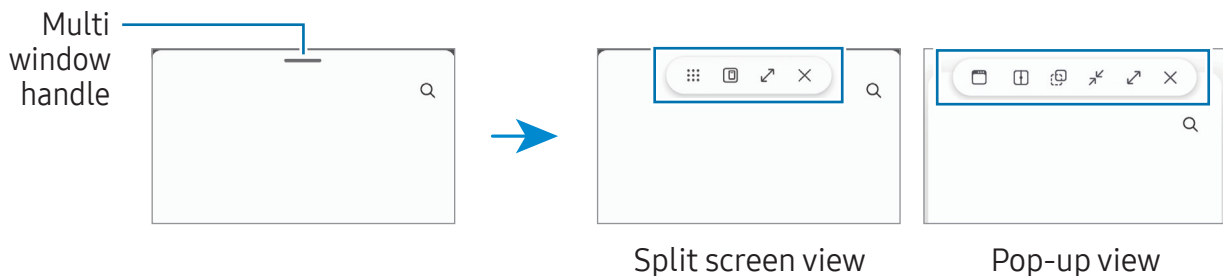 Multi
window
handle
Split screen view
Pop-up view